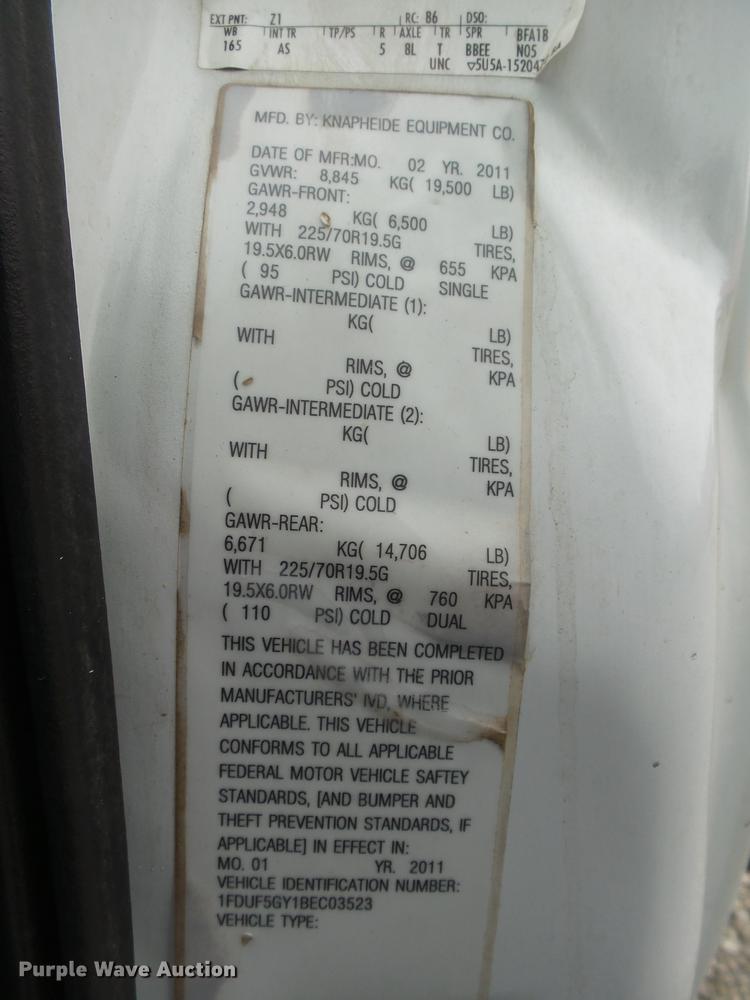 EXT PNT: Z1 RC: 86 DSO:
WB INT TR TP/PS R AXLE TR SPR BFA1B
165 AS 5 8L T BBEE N05
UNC ▽5U5A-15204
MFD. BY: KNAPHEIDE EQUIPMENT CO.
DATE OF MFR:MO. 02 YR. 2011
GVWR: 8,845 KG( 19,500 LB)
GAWR-FRONT:
2,948 KG( 6,500 LB)
WITH 225/70R19.5G TIRES,
19.5X6.0RW RIMS, @ 655 KPA
( 95 PSI) COLD SINGLE
GAWR-INTERMEDIATE (1):
KG( LB)
WITH TIRES,
RIMS, @ KPA
( PSI) COLD
GAWR-INTERMEDIATE (2):
KG( LB)
WITH TIRES,
RIMS, @ KPA
( PSI) COLD
GAWR-REAR:
6,671 KG( 14,706 LB)
WITH 225/70R19.5G TIRES,
19.5X6.0RW RIMS, @ 760 KPA
( 110 PSI) COLD DUAL
THIS VEHICLE HAS BEEN COMPLETED
IN ACCORDANCE WITH THE PRIOR
MANUFACTURERS' IVD, WHERE
APPLICABLE. THIS VEHICLE
CONFORMS TO ALL APPLICABLE
FEDERAL MOTOR VEHICLE SAFTEY
STANDARDS, [AND BUMPER AND
THEFT PREVENTION STANDARDS, IF
APPLICABLE] IN EFFECT IN:
MO. 01 YR. 2011
VEHICLE IDENTIFICATION NUMBER:
1FDUF5GY1BEC03523
VEHICLE TYPE:
Purple Wave Auction